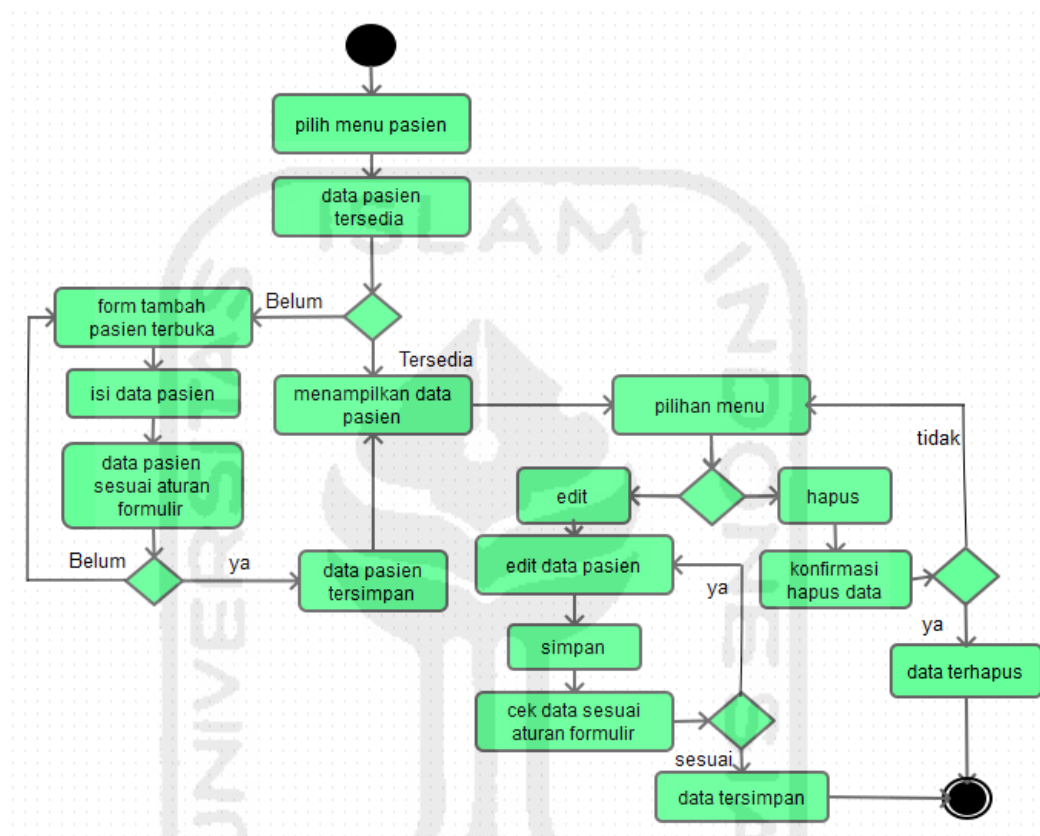 pilih menu pasien
data pasien
tersedia
Belum
form tambah
pasien terbuka
Tersedia
isi data pasien
menampilkan data
pasien
pilihan menu
tidak
data pasien
sesuai aturan
formulir
edit
hapus
Belum
ya
data pasien
tersimpan
edit data pasien
ya
konfirmasi
hapus data
ya
simpan
data terhapus
cek data sesuai
aturan formulir
sesuai
data tersimpan
UNIVERSITAS
ISLAM